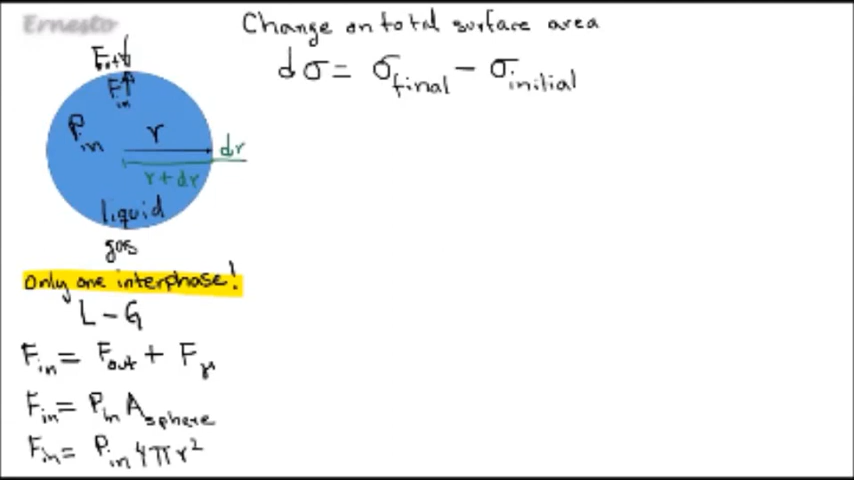 Ernesto
Change on total surface area
dσ = σfinal − σinitial
Fout
Fin
Pin
r
dr
r + dr
liquid
gas
Only one interphase!
L − G
Fin = Fout + Fγ
Fin = Pin Asphere
Fin = Pin 4πr²